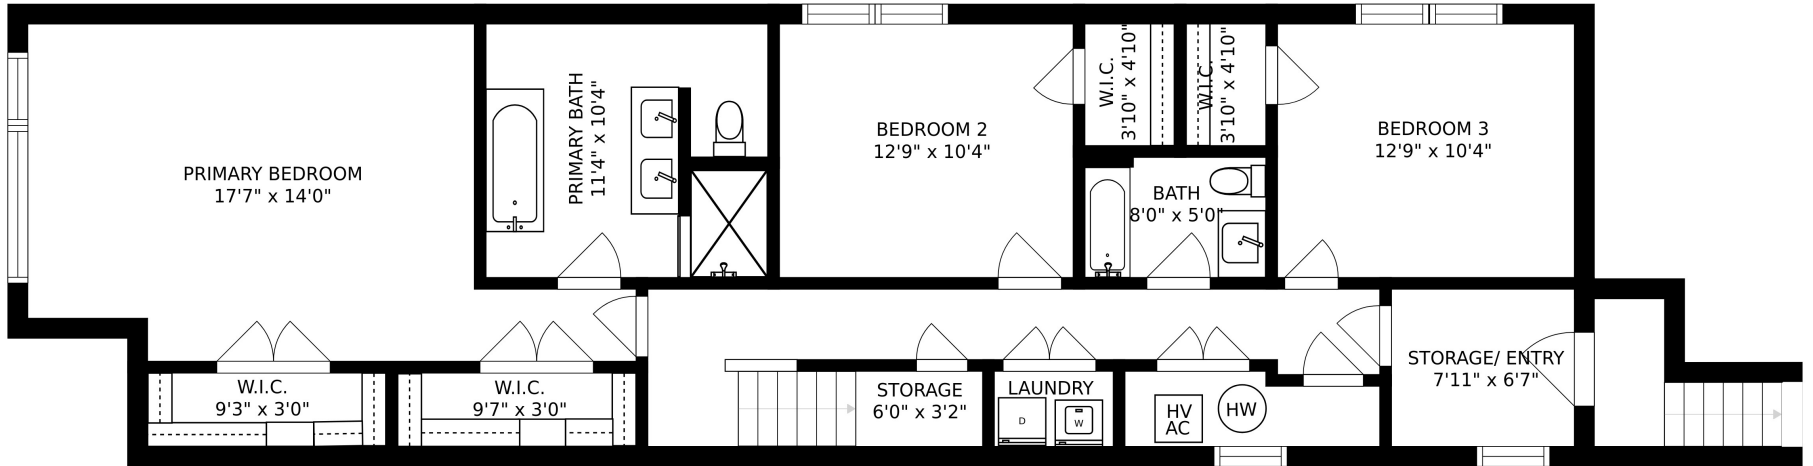 PRIMARY BEDROOM
17'7" x 14'0"
PRIMARY BATH
11'4" x 10'4"
BEDROOM 2
12'9" x 10'4"
W.I.C.
3'10" x 4'10"
W.I.C.
3'10" x 4'10"
BEDROOM 3
12'9" x 10'4"
BATH
8'0" x 5'0"
W.I.C.
9'3" x 3'0"
W.I.C.
9'7" x 3'0"
STORAGE
6'0" x 3'2"
LAUNDRY
D
W
HV
AC
HW
STORAGE/ ENTRY
7'11" x 6'7"